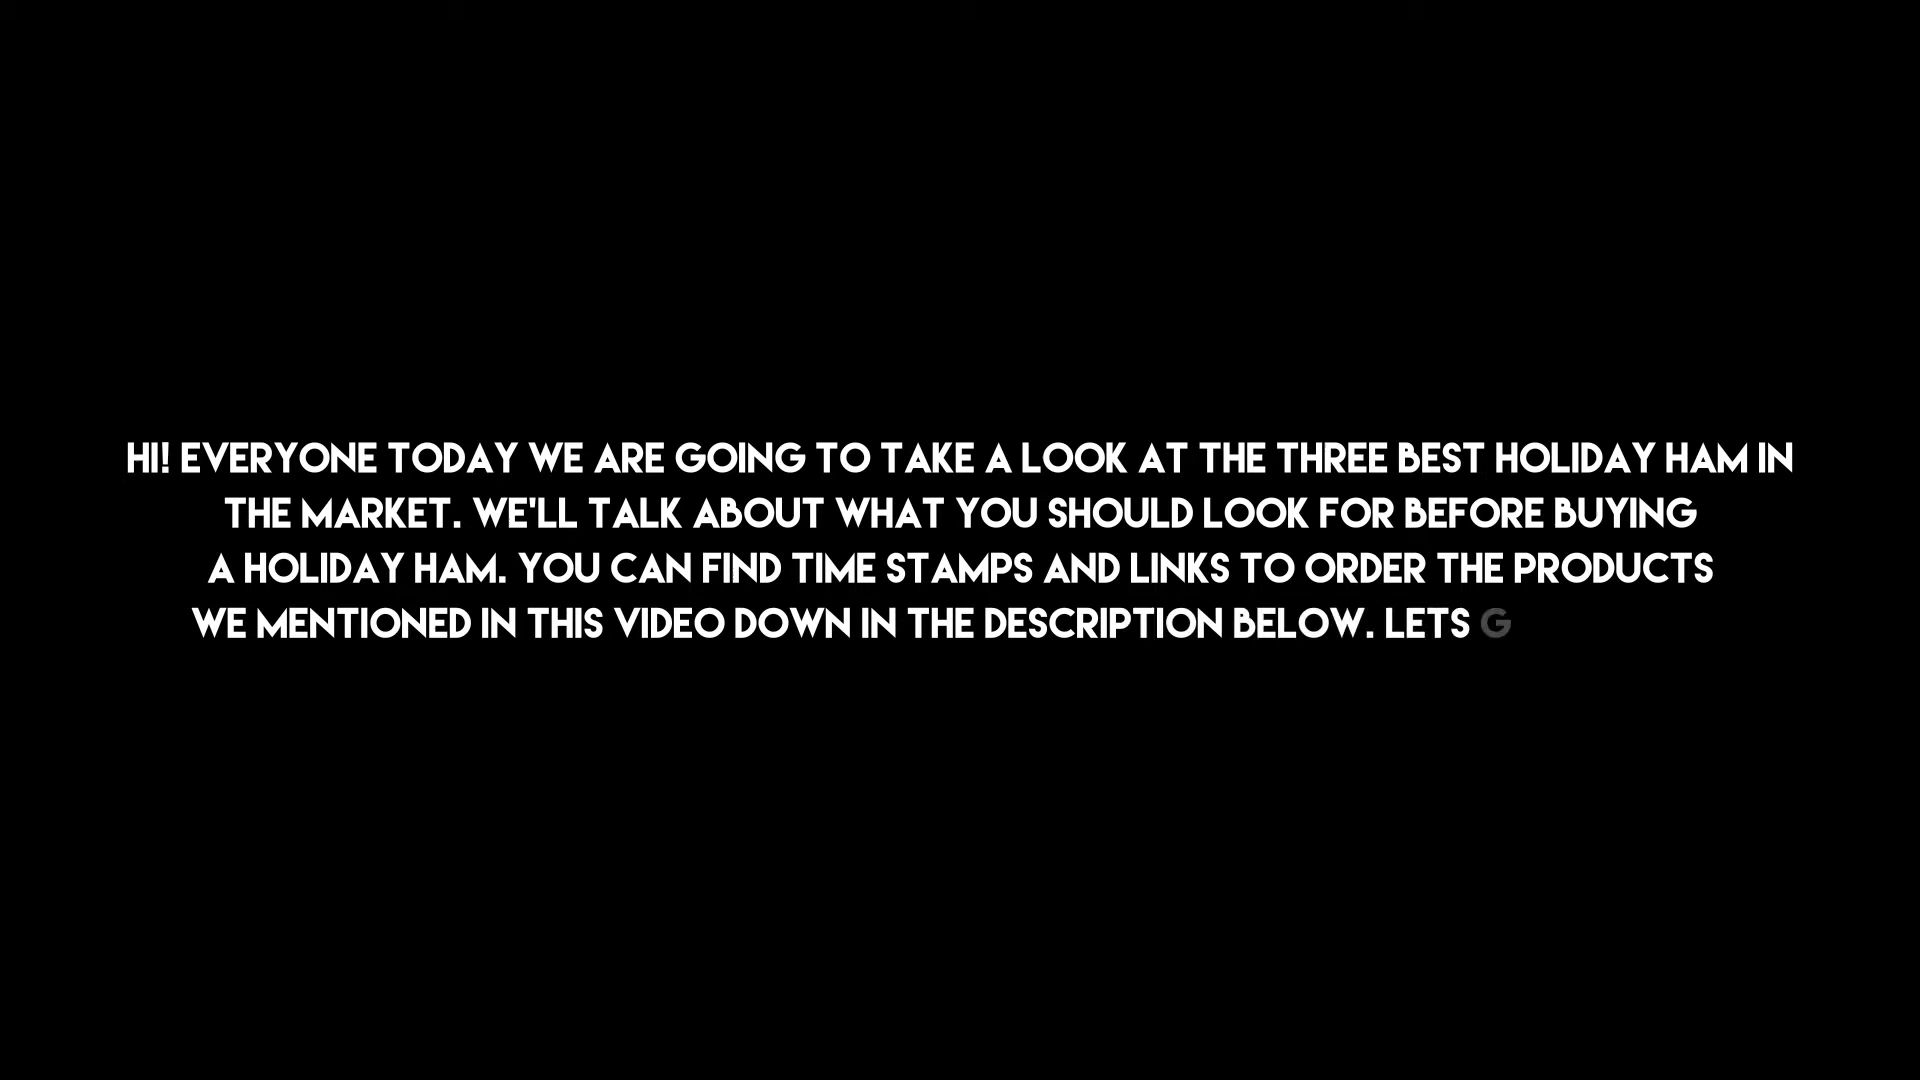 HI! EVERYONE TODAY WE ARE GOING TO TAKE A LOOK AT THE THREE BEST HOLIDAY HAM IN
THE MARKET. WE'LL TALK ABOUT WHAT YOU SHOULD LOOK FOR BEFORE BUYING
A HOLIDAY HAM. YOU CAN FIND TIME STAMPS AND LINKS TO ORDER THE PRODUCTS
WE MENTIONED IN THIS VIDEO DOWN IN THE DESCRIPTION BELOW. LETS G